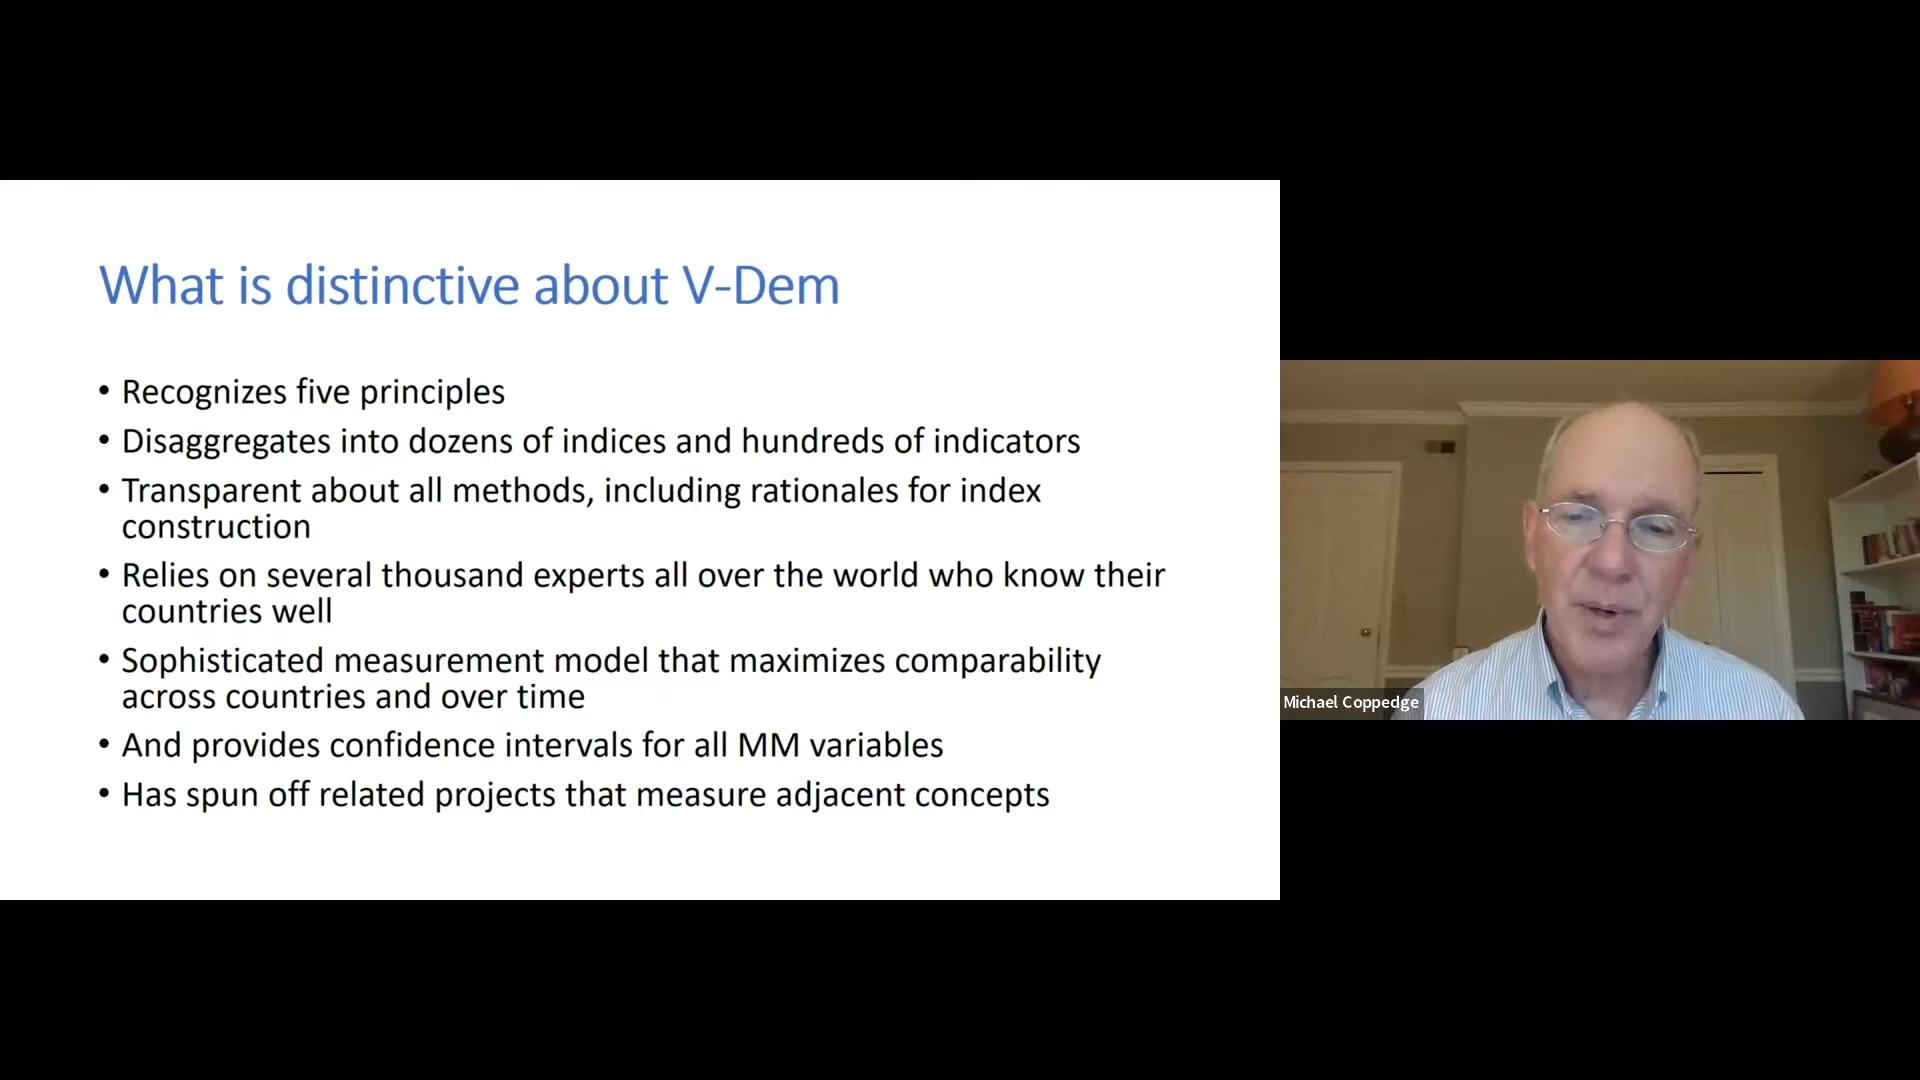 What is distinctive about V-Dem
• Recognizes five principles
• Disaggregates into dozens of indices and hundreds of indicators
• Transparent about all methods, including rationales for index
construction
• Relies on several thousand experts all over the world who know their
countries well
• Sophisticated measurement model that maximizes comparability
across countries and over time
• And provides confidence intervals for all MM variables
• Has spun off related projects that measure adjacent concepts
Michael Coppedge